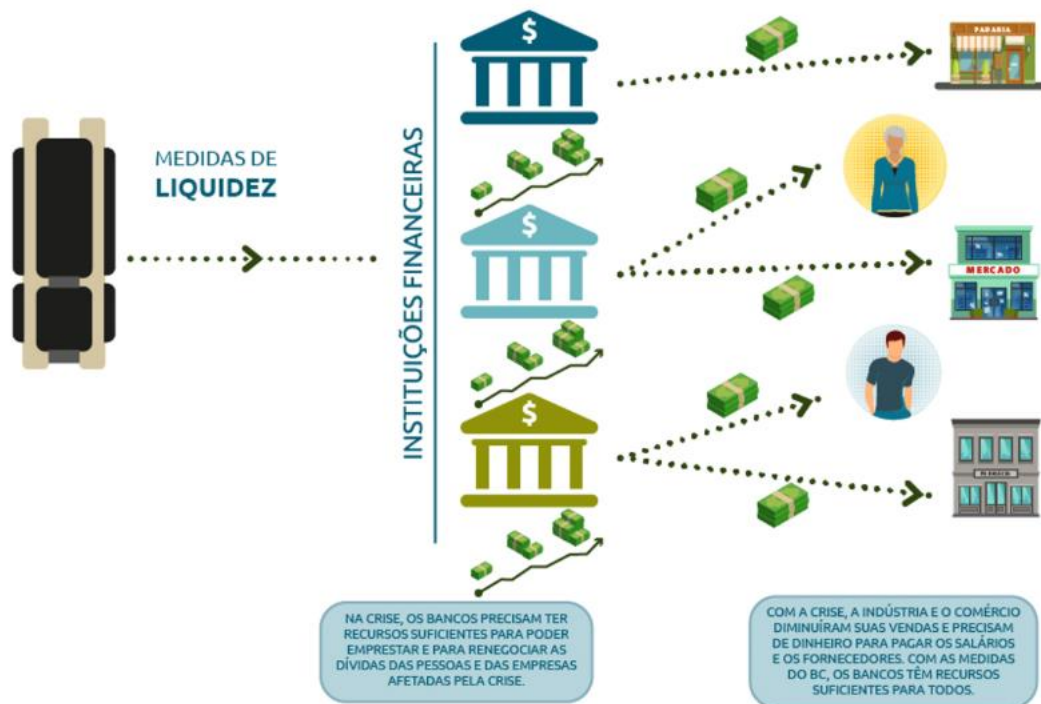 MEDIDAS DE
LIQUIDEZ
INSTITUIÇÕES FINANCEIRAS
$
$
$
PADARIA
MERCADO
NA CRISE, OS BANCOS PRECISAM TER
RECURSOS SUFICIENTES PARA PODER
EMPRESTAR E PARA RENEGOCIAR AS
DÍVIDAS DAS PESSOAS E DAS EMPRESAS
AFETADAS PELA CRISE.
COM A CRISE, A INDÚSTRIA E O COMÉRCIO
DIMINUÍRAM SUAS VENDAS E PRECISAM
DE DINHEIRO PARA PAGAR OS SALÁRIOS
E OS FORNECEDORES. COM AS MEDIDAS
DO BC, OS BANCOS TÊM RECURSOS
SUFICIENTES PARA TODOS.